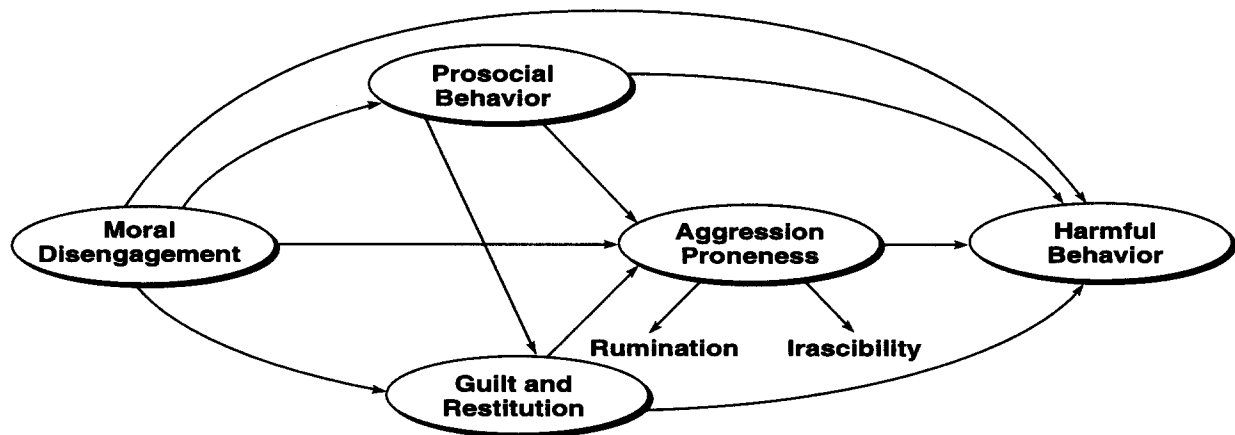 Prosocial
Behavior
Moral
Disengagement
Aggression
Proneness
Harmful
Behavior
Rumination
Irascibility
Guilt and
Restitution